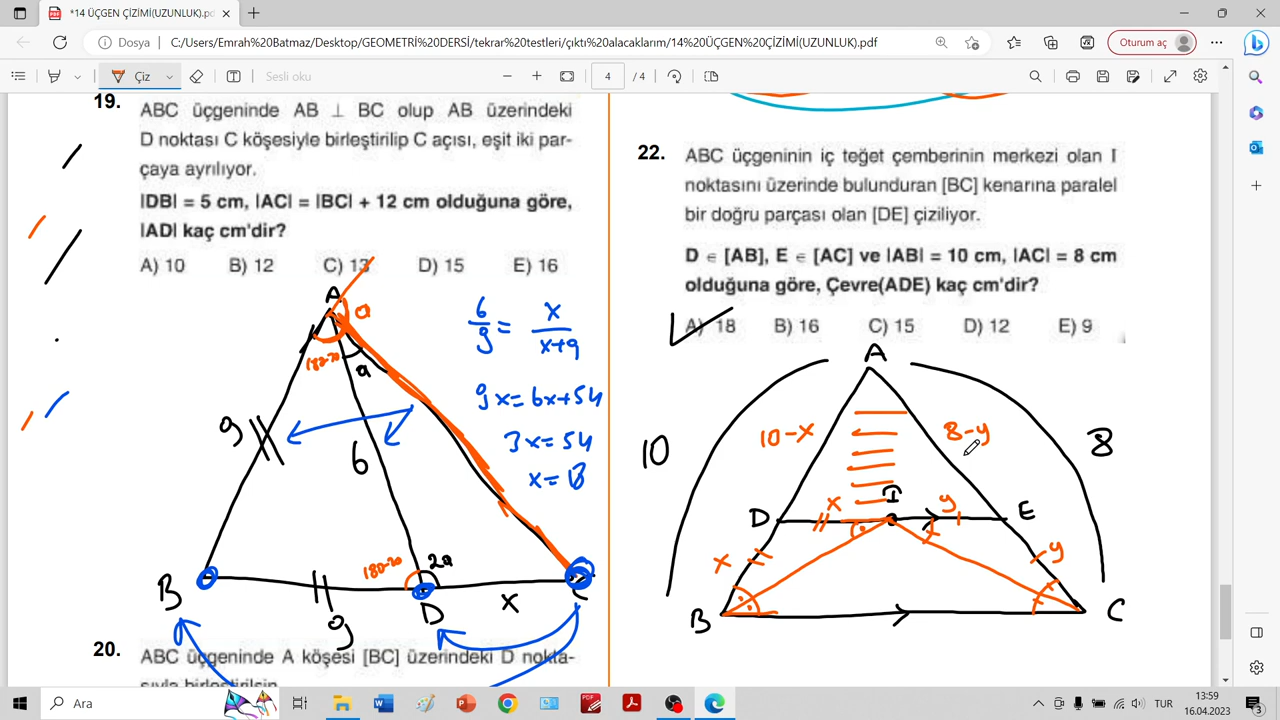 *14 ÜÇGEN ÇİZİMİ(UZUNLUK).pdf
Dosya
C:/Users/Emrah%20Batmaz/Desktop/GEOMETRİ%20DERSİ/tekrar%20testleri/çıktı%20alacaklarım/14%20ÜÇGEN%20ÇİZİMİ(UZUNLUK).pdf
Oturum aç
Çiz
Sesli oku
4 / 4
19.
ABC üçgeninde AB ⊥ BC olup AB üzerindeki
D noktası C köşesiyle birleştirilip C açısı, eşit iki par-
çaya ayrılıyor.
|DB| = 5 cm, |AC| = |BC| + 12 cm olduğuna göre,
|AD| kaç cm'dir?
A) 10 B) 12 C) 13 D) 15 E) 16
A
a
a
9
6
6/9 = x/x+9
9x=6x+54
3x=54
x=18
2a
B
9
D
x
C
20.
ABC üçgeninde A köşesi [BC] üzerindeki D nokta-
sıyla birleştirilsin
22.
ABC üçgeninin iç teğet çemberinin merkezi olan I
noktasını üzerinde bulunduran [BC] kenarına paralel
bir doğru parçası olan [DE] çiziliyor.
D ∈ [AB], E ∈ [AC] ve |AB| = 10 cm, |AC| = 8 cm
olduğuna göre, Çevre(ADE) kaç cm'dir?
A) 18 B) 16 C) 15 D) 12 E) 9
A
10
10-x
8-y
8
D
x
I
y
E
x
y
B
C
Ara
13:59
TUR
16.04.2023
3